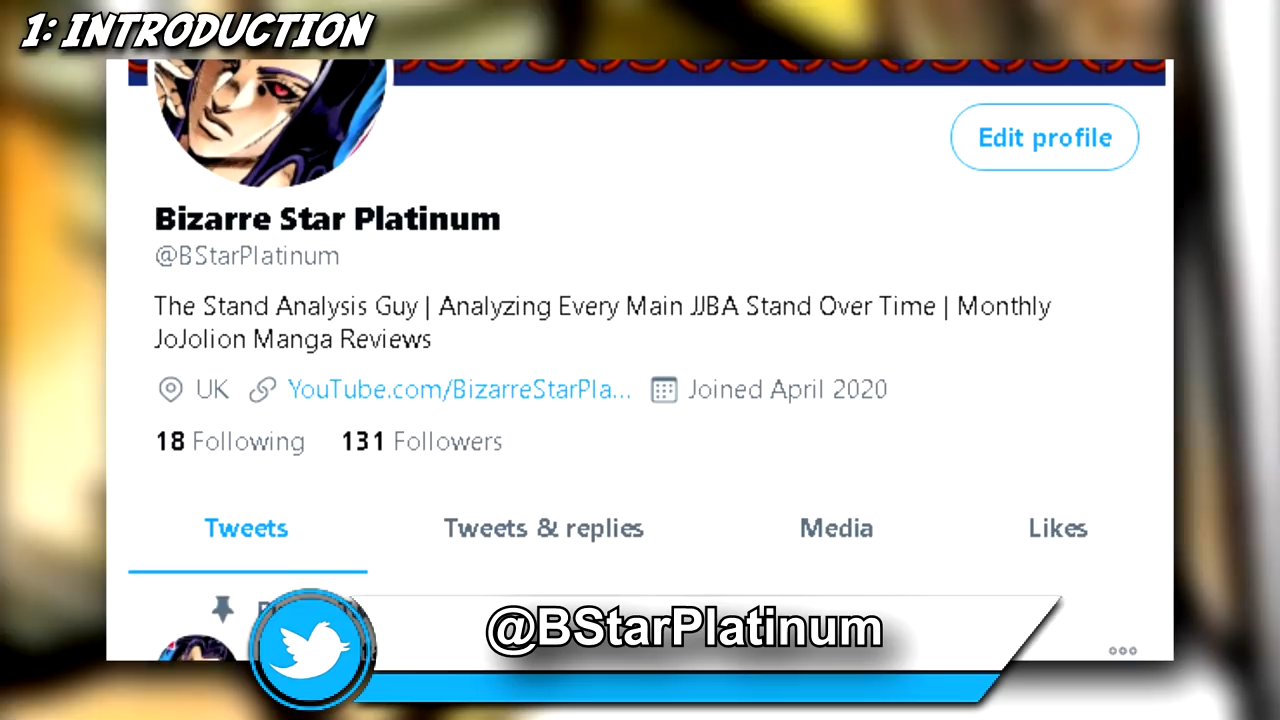 1: INTRODUCTION
Edit profile
Bizarre Star Platinum
@BStarPlatinum
The Stand Analysis Guy | Analyzing Every Main JJBA Stand Over Time | Monthly
JoJolion Manga Reviews
UK YouTube.com/BizarreStarPla... Joined April 2020
18 Following 131 Followers
Tweets Tweets & replies Media Likes
@BStarPlatinum